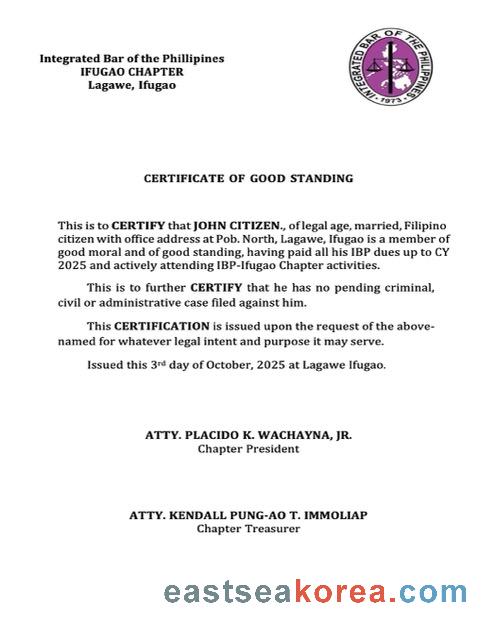 Integrated Bar of the Phillipines
IFUGAO CHAPTER
Lagawe, Ifugao
INTEGRATED BAR OF THE PHILIPPINES
1973
CERTIFICATE OF GOOD STANDING
This is to CERTIFY that JOHN CITIZEN., of legal age, married, Filipino
citizen with office address at Pob. North, Lagawe, Ifugao is a member of
good moral and of good standing, having paid all his IBP dues up to CY
2025 and actively attending IBP-Ifugao Chapter activities.
This is to further CERTIFY that he has no pending criminal,
civil or administrative case filed against him.
This CERTIFICATION is issued upon the request of the above-
named for whatever legal intent and purpose it may serve.
Issued this 3rd day of October, 2025 at Lagawe Ifugao.
ATTY. PLACIDO K. WACHAYNA, JR.
Chapter President
ATTY. KENDALL PUNG-AO T. IMMOLIAP
Chapter Treasurer
eastseakorea.com